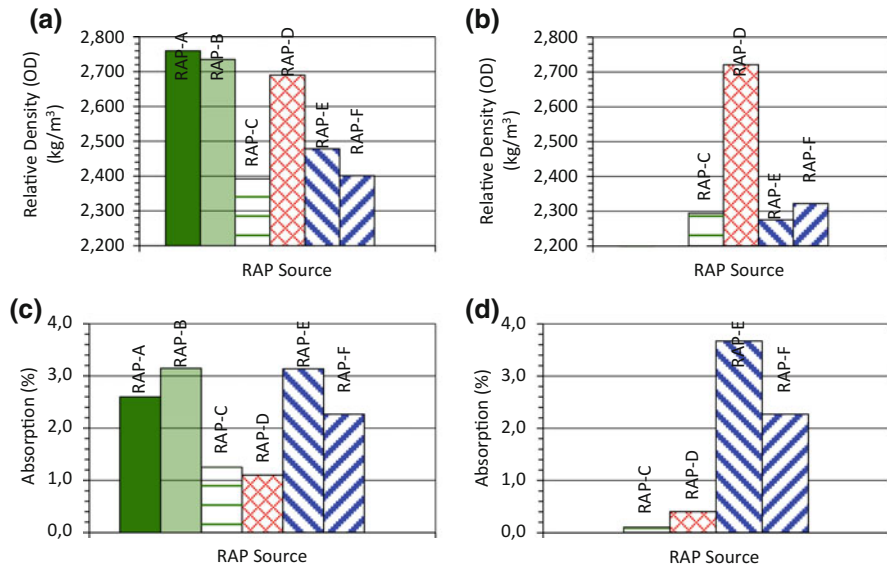 (a)
Relative Density (OD)
(kg/m³)
2,800
2,700
2,600
2,500
2,400
2,300
2,200
RAP-A
RAP-B
RAP-C
RAP-D
RAP-E
RAP-F
RAP Source
(b)
Relative Density (OD)
(kg/m³)
2,800
2,700
2,600
2,500
2,400
2,300
2,200
RAP-C
RAP-D
RAP-E
RAP-F
RAP Source
(c)
Absorption (%)
4,0
3,0
2,0
1,0
0,0
RAP-A
RAP-B
RAP-C
RAP-D
RAP-E
RAP-F
RAP Source
(d)
Absorption (%)
4,0
3,0
2,0
1,0
0,0
RAP-C
RAP-D
RAP-E
RAP-F
RAP Source